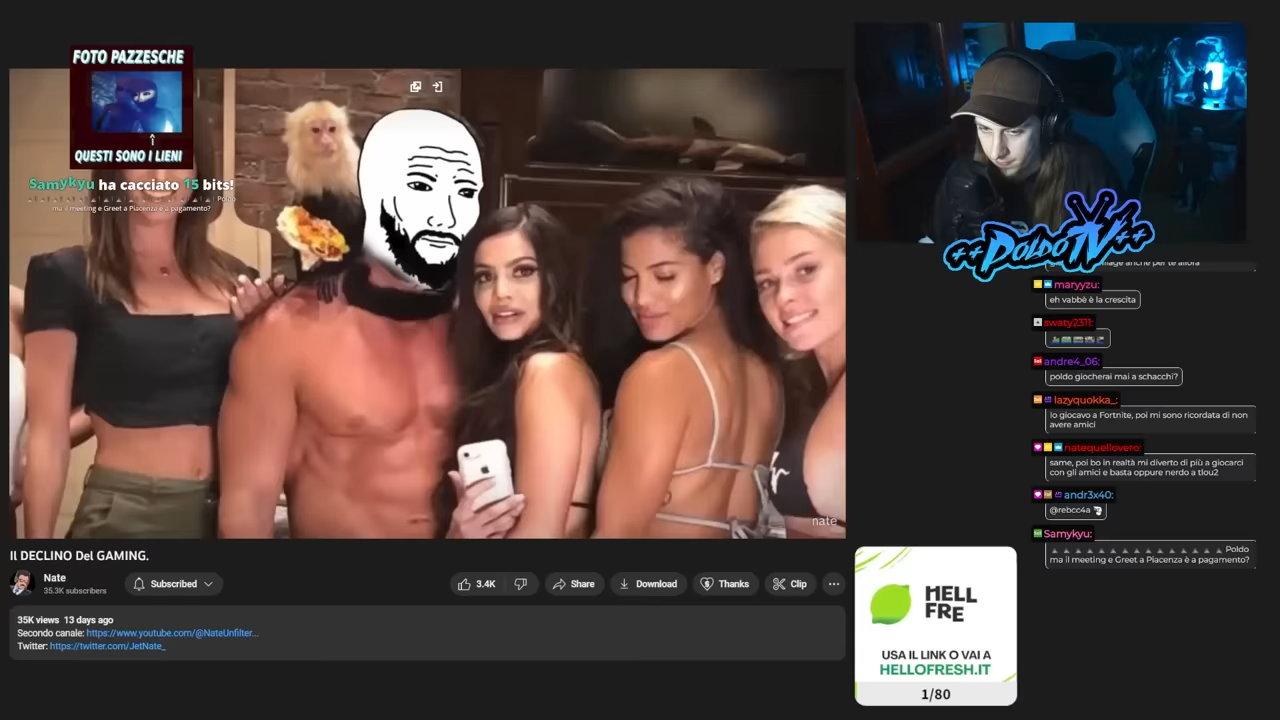 FOTO PAZZESCHE
QUESTI SONO I LIENI
Samykyu ha cacciato 15 bits!
Poldo
ma il meeting e Greet a Piacenza è a pagamento?
nate
Il DECLINO Del GAMING.
Nate
35.3K subscribers
Subscribed
3.4K
Share
Download
Thanks
Clip
35K views 13 days ago
Secondo canale: https://www.youtube.com/@NateUnfilter...
Twitter: https://twitter.com/JetNate_
++POLDOTV++
anche per te allora
maryyzu:
eh vabbè è la crescita
swaty2311:
andre4_06:
poldo giocherai mai a schacchi?
lazyquokka_:
Io giocavo a Fortnite, poi mi sono ricordata di non
avere amici
natequellovero:
same, poi bo in realtà mi diverto di più a giocarci
con gli amici e basta oppure nerdo a tlou2
andr3x40:
@rebcc4a
Samykyu:
Poldo
ma il meeting e Greet a Piacenza è a pagamento?
HELL
FRE
USA IL LINK O VAI A
HELLOFRESH.IT
1/80